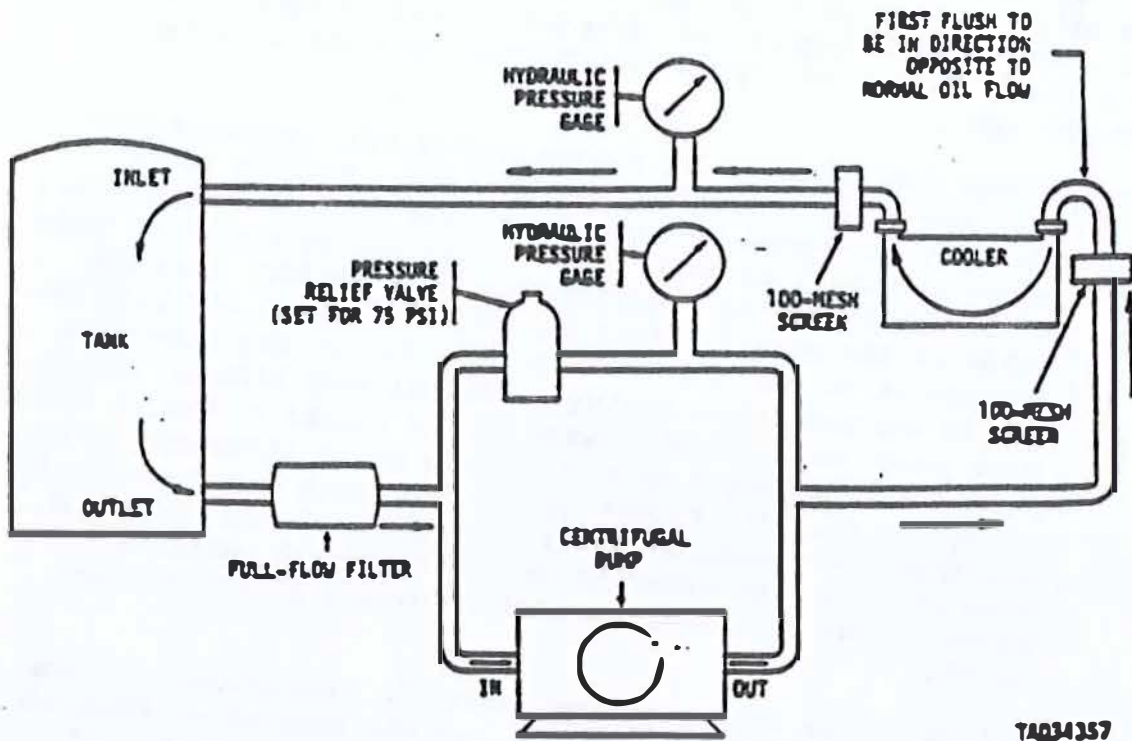 FIRST FLUSH TO
BE IN DIRECTION
OPPOSITE TO
NORMAL OIL FLOW
HYDRAULIC
PRESSURE
GAGE
INLET
HYDRAULIC
PRESSURE
GAGE
PRESSURE
RELIEF VALVE
(SET FOR 75 PSI)
COOLER
100-MESH
SCREEN
TANK
100-MESH
SCREEN
OUTLET
FULL-FLOW FILTER
CENTRIFUGAL
PUMP
IN
OUT
TA034357